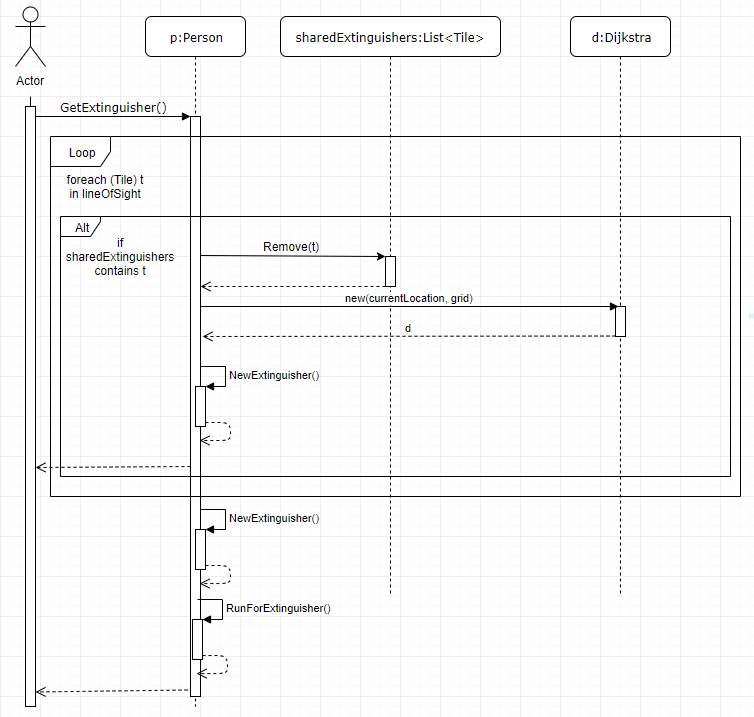 p:Person
sharedExtinguishers:List<Tile>
d:Dijkstra
Actor
GetExtinguisher()
Loop
foreach (Tile) t
in lineOfSight
Alt
if
sharedExtinguishers
contains t
Remove(t)
new(currentLocation, grid)
d
NewExtinguisher()
NewExtinguisher()
RunForExtinguisher()